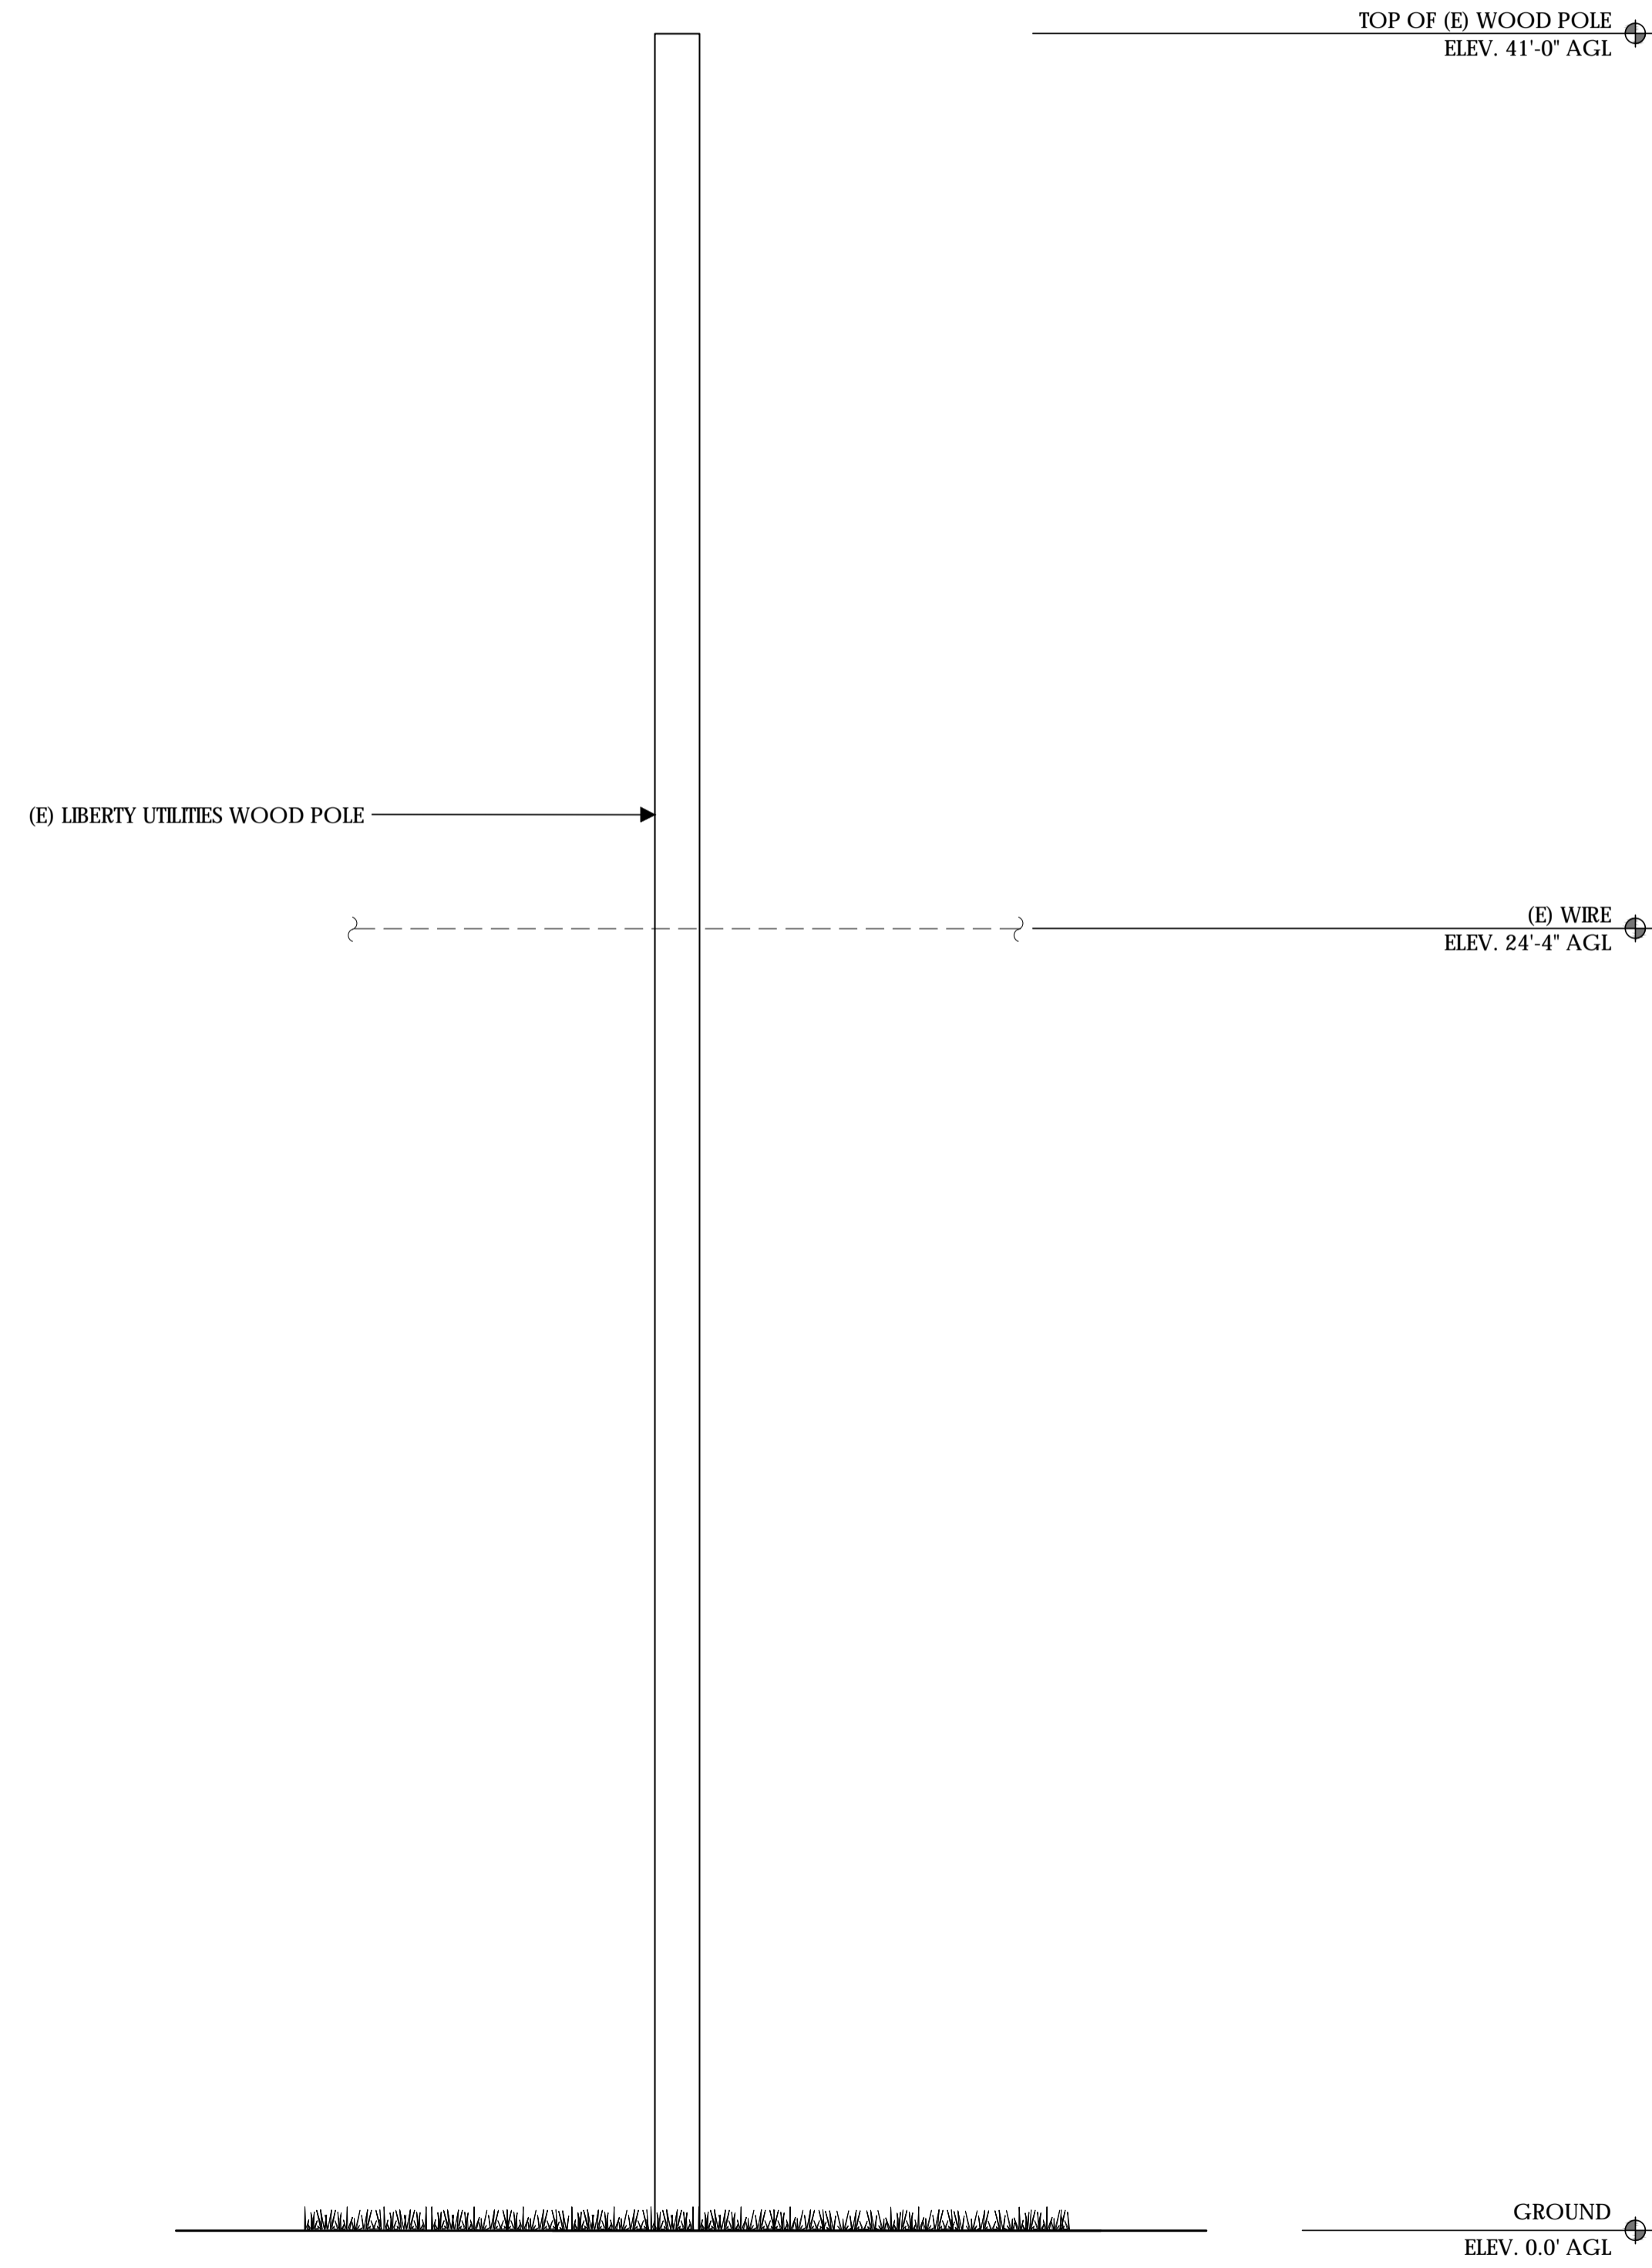 TOP OF (E) WOOD POLE
ELEV. 41'-0" AGL
(E) LIBERTY UTILITIES WOOD POLE
(E) WIRE
ELEV. 24'-4" AGL
GROUND
ELEV. 0.0' AGL